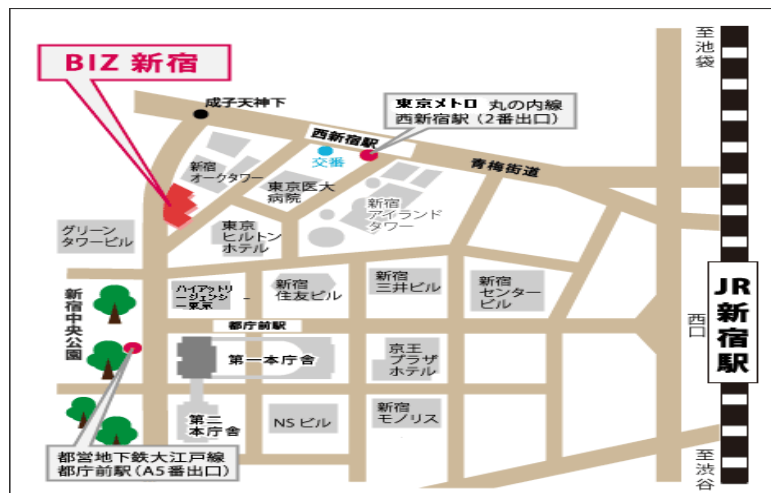 至池袋
BIZ 新宿
成子天神下
東京メトロ 丸の内線
西新宿駅（2番出口）
西新宿駅
交番
青梅街道
新宿
オークタワー
東京医大
病院
新宿
アイランド
タワー
グリーン
タワービル
東京
ヒルトン
ホテル
ハイアットリ
ージェンシ
ー東京
新宿
住友ビル
新宿
三井ビル
新宿
センター
ビル
JR新宿駅
西口
新宿中央公園
都庁前駅
第一本庁舎
京王
プラザ
ホテル
第二
本庁舎
NSビル
新宿
モノリス
都営地下鉄大江戸線
都庁前駅（A5番出口）
至渋谷